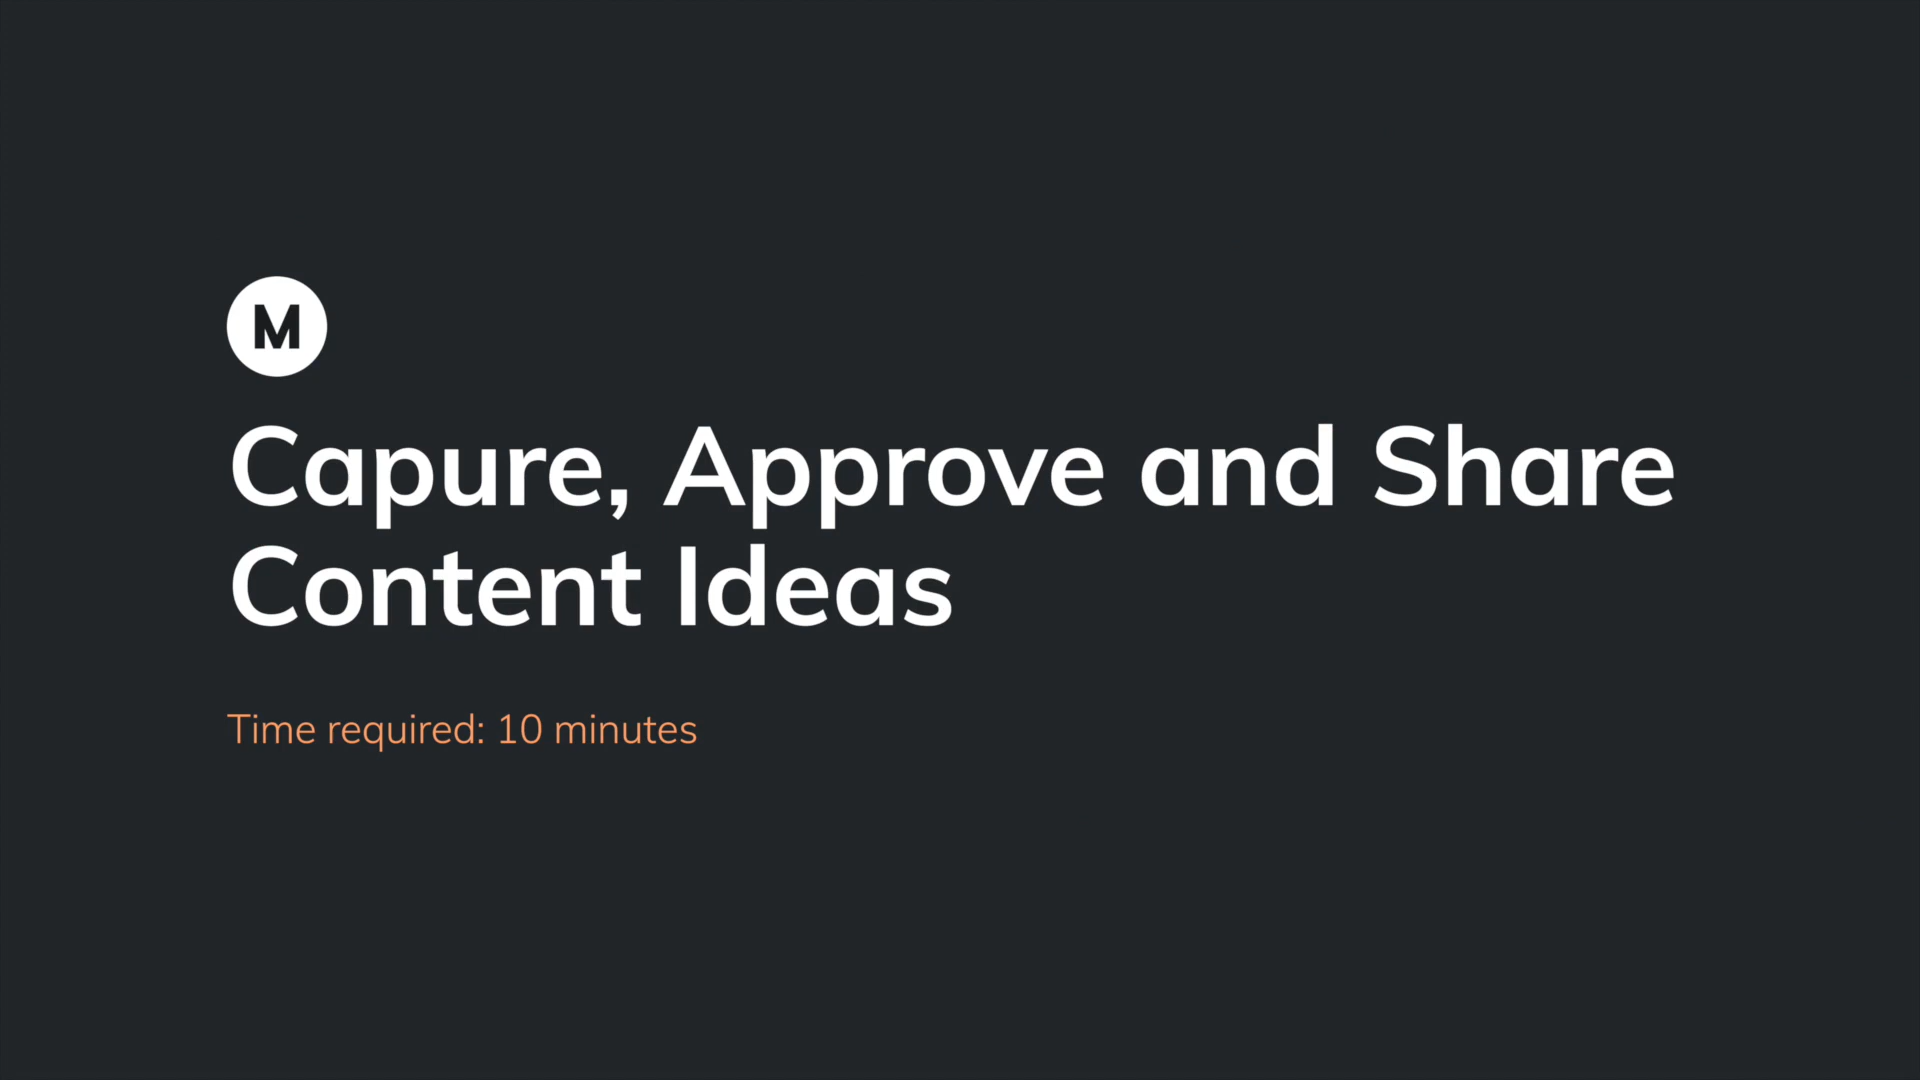 M
Capure, Approve and Share
Content Ideas
Time required: 10 minutes